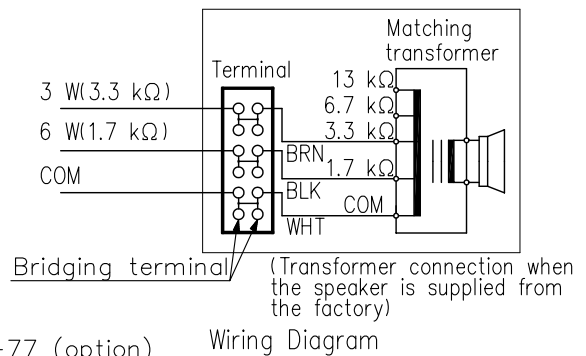 Matching
transformer
Terminal
13 kΩ
3 W(3.3 kΩ)
6.7 kΩ
6 W(1.7 kΩ)
3.3 kΩ
BRN
1.7 kΩ
COM
BLK
COM
WHT
Bridging terminal
(Transformer connection when
the speaker is supplied from
the factory)
-77 (option)
Wiring Diagram